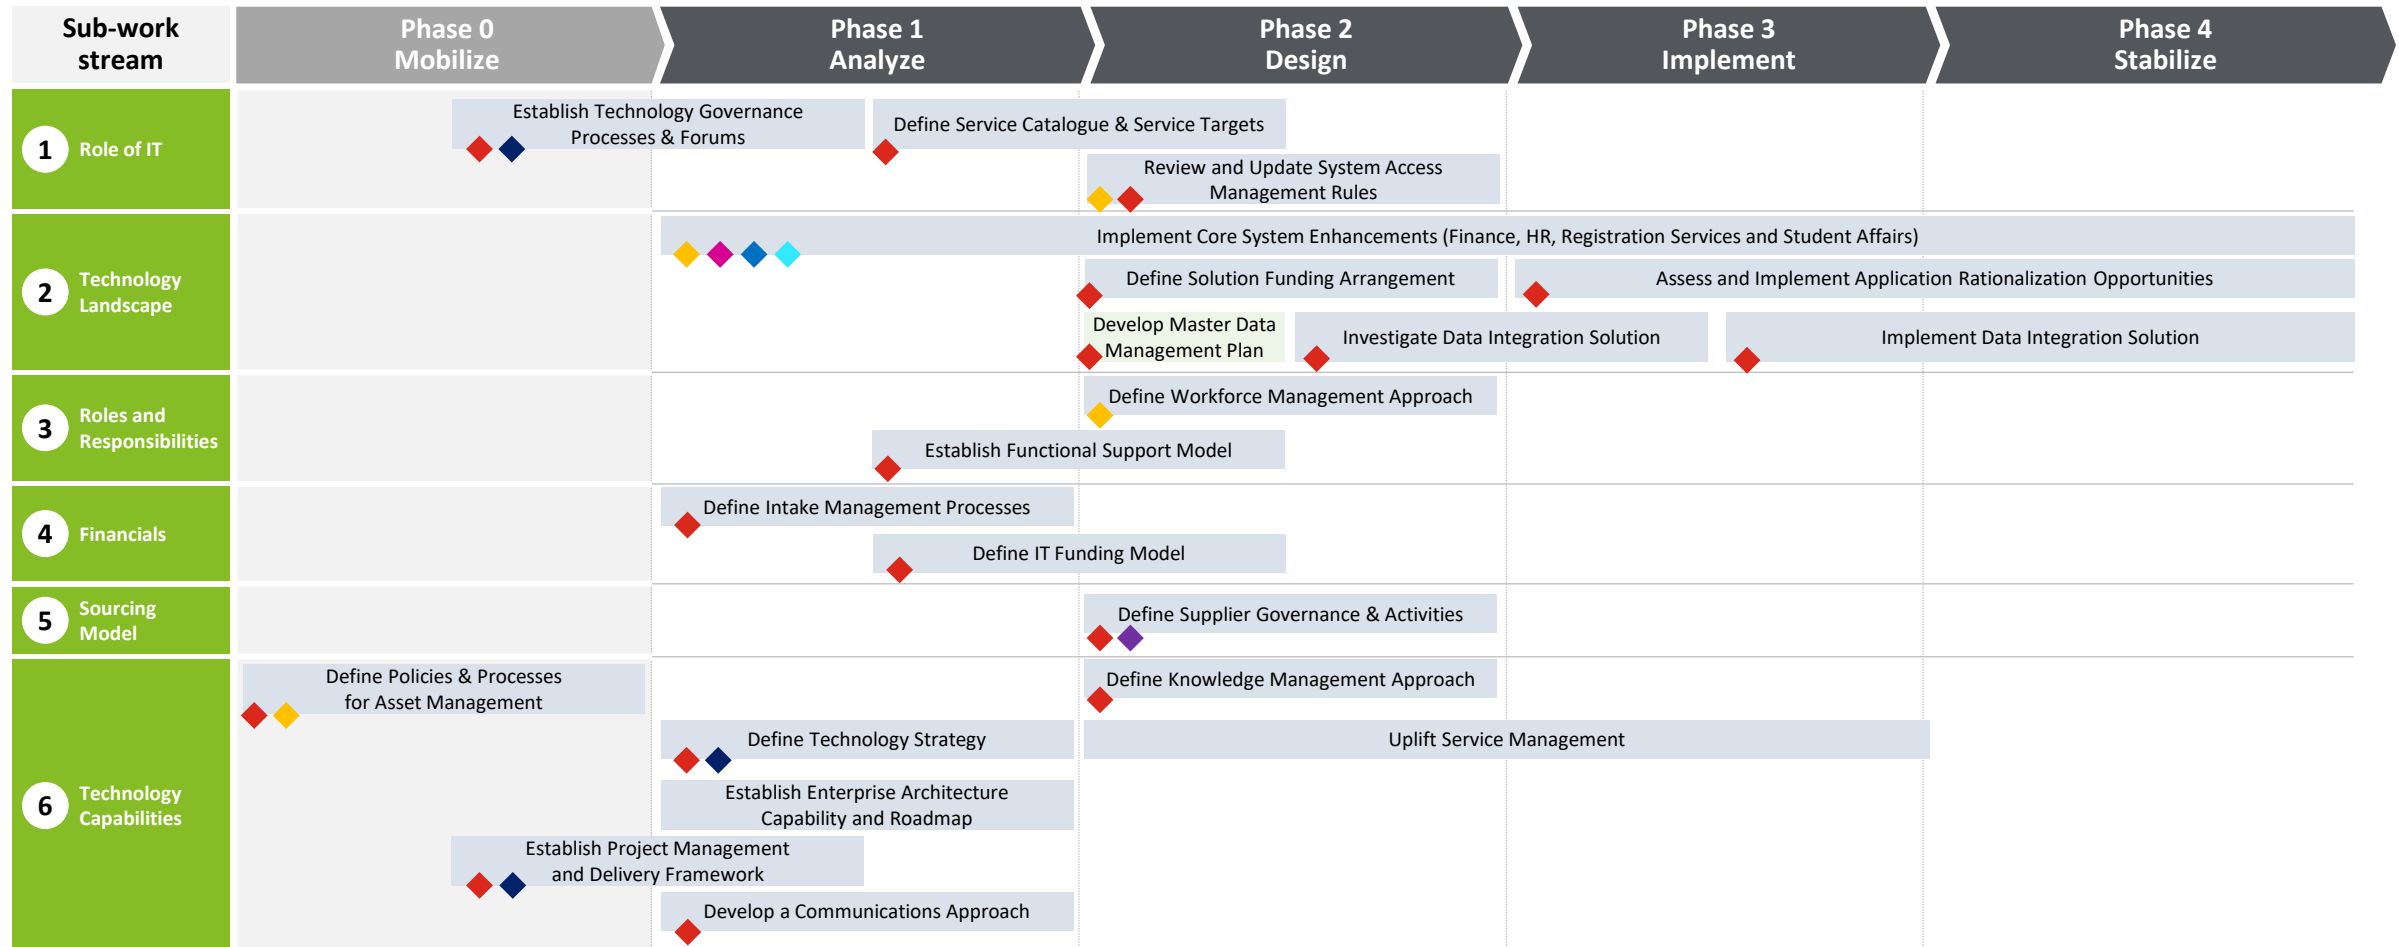 Sub-work
stream
Phase 0
Mobilize
Phase 1
Analyze
Phase 2
Design
Phase 3
Implement
Phase 4
Stabilize
1
Role of IT
Establish Technology Governance
Processes & Forums
Define Service Catalogue & Service Targets
Review and Update System Access
Management Rules
2
Technology
Landscape
Implement Core System Enhancements (Finance, HR, Registration Services and Student Affairs)
Define Solution Funding Arrangement
Assess and Implement Application Rationalization Opportunities
Develop Master Data
Management Plan
Investigate Data Integration Solution
Implement Data Integration Solution
3
Roles and
Responsibilities
Define Workforce Management Approach
Establish Functional Support Model
4
Financials
Define Intake Management Processes
Define IT Funding Model
5
Sourcing
Model
Define Supplier Governance & Activities
6
Technology
Capabilities
Define Policies & Processes
for Asset Management
Define Knowledge Management Approach
Define Technology Strategy
Uplift Service Management
Establish Enterprise Architecture
Capability and Roadmap
Establish Project Management
and Delivery Framework
Develop a Communications Approach